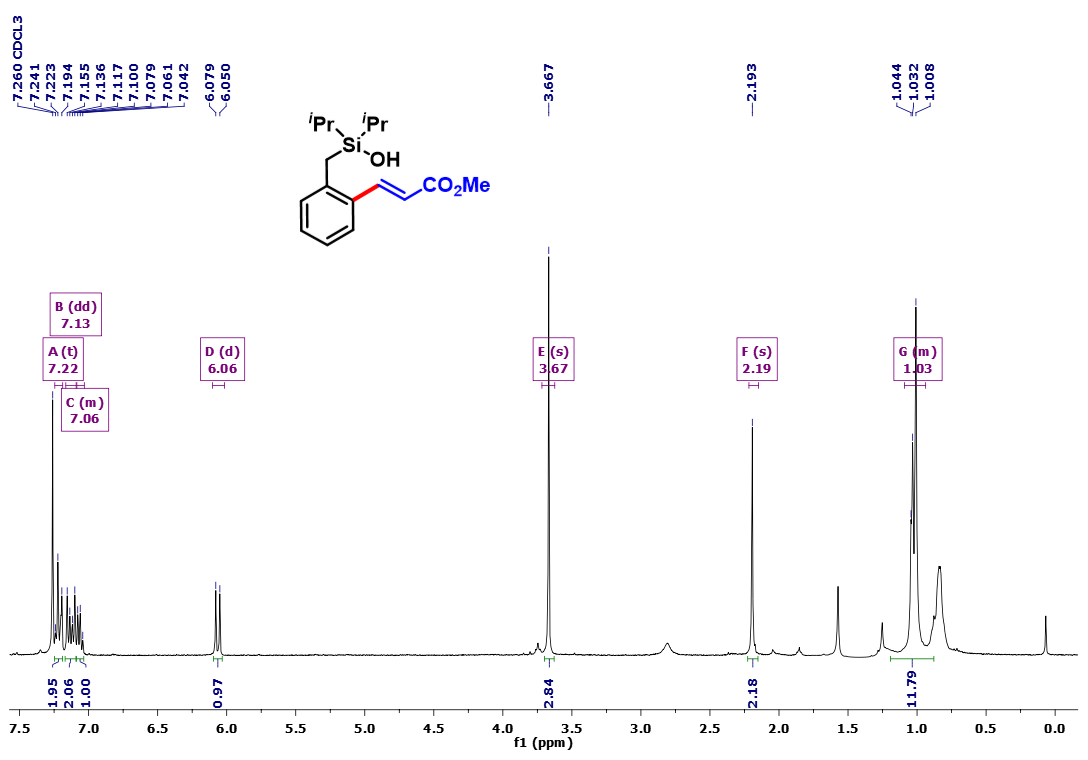 7.260 CDCL3
7.241
7.223
7.194
7.155
7.136
7.117
7.100
7.079
7.061
7.042
6.079
6.050
3.667
2.193
1.044
1.032
1.008
iPr
iPr
Si
OH
CO2Me
B (dd)
7.13
A (t)
7.22
C (m)
7.06
D (d)
6.06
E (s)
3.67
F (s)
2.19
G (m)
1.03
1.95
2.06
1.00
0.97
2.84
2.18
11.79
7.5 7.0 6.5 6.0 5.5 5.0 4.5 4.0 3.5 3.0 2.5 2.0 1.5 1.0 0.5 0.0
f1 (ppm)